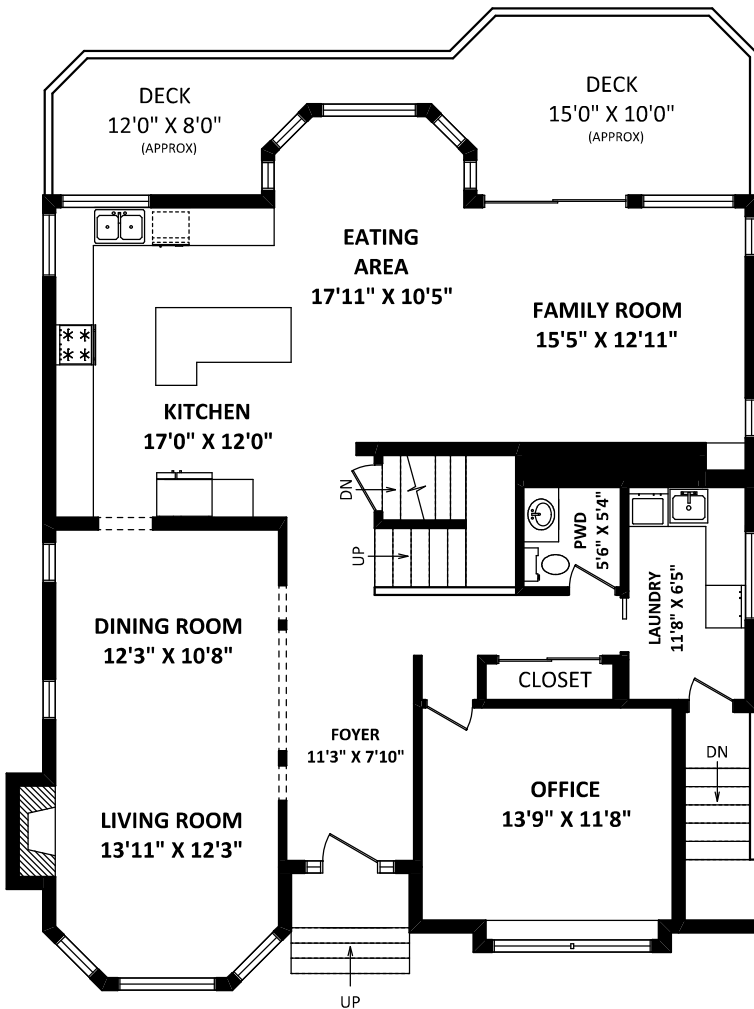 DECK
12'0" X 8'0"
(APPROX)
DECK
15'0" X 10'0"
(APPROX)
EATING
AREA
17'11" X 10'5"
FAMILY ROOM
15'5" X 12'11"
KITCHEN
17'0" X 12'0"
DN
UP
PWD
5'6" X 5'4"
LAUNDRY
11'8" X 6'5"
DINING ROOM
12'3" X 10'8"
CLOSET
FOYER
11'3" X 7'10"
DN
OFFICE
13'9" X 11'8"
LIVING ROOM
13'11" X 12'3"
UP